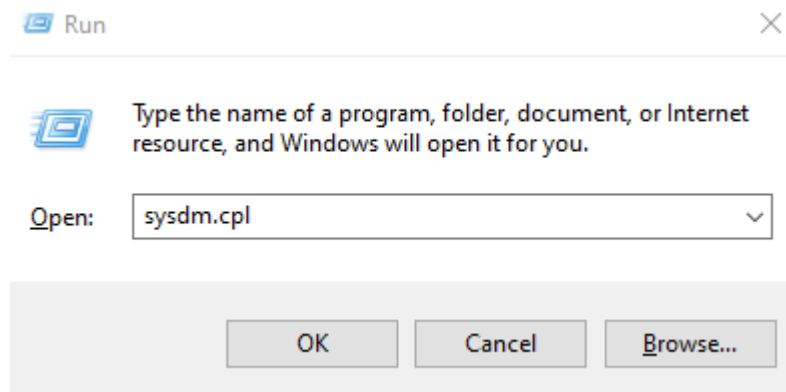 Run
Type the name of a program, folder, document, or Internet
resource, and Windows will open it for you.
Open: sysdm.cpl
OK Cancel Browse...